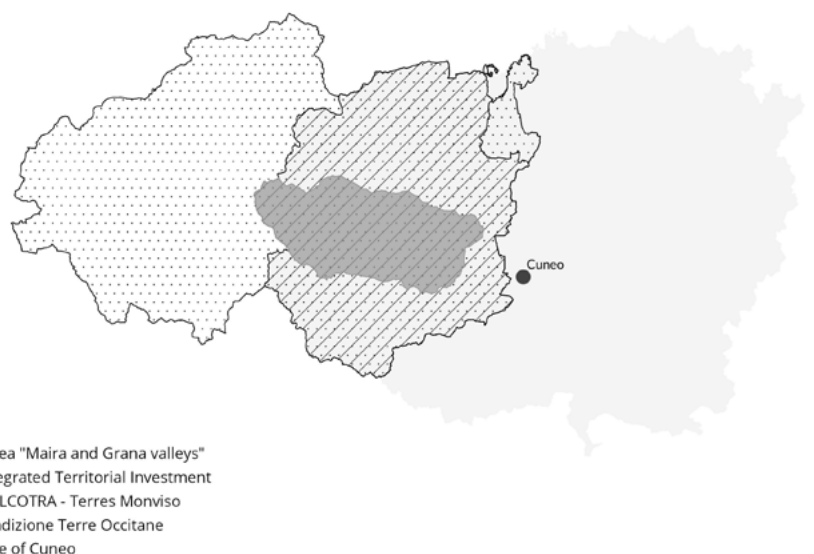 Cuneo
ea "Maira and Grana valleys"
egrated Territorial Investment
LCOTRA - Terres Monviso
dizione Terre Occitane
e of Cuneo